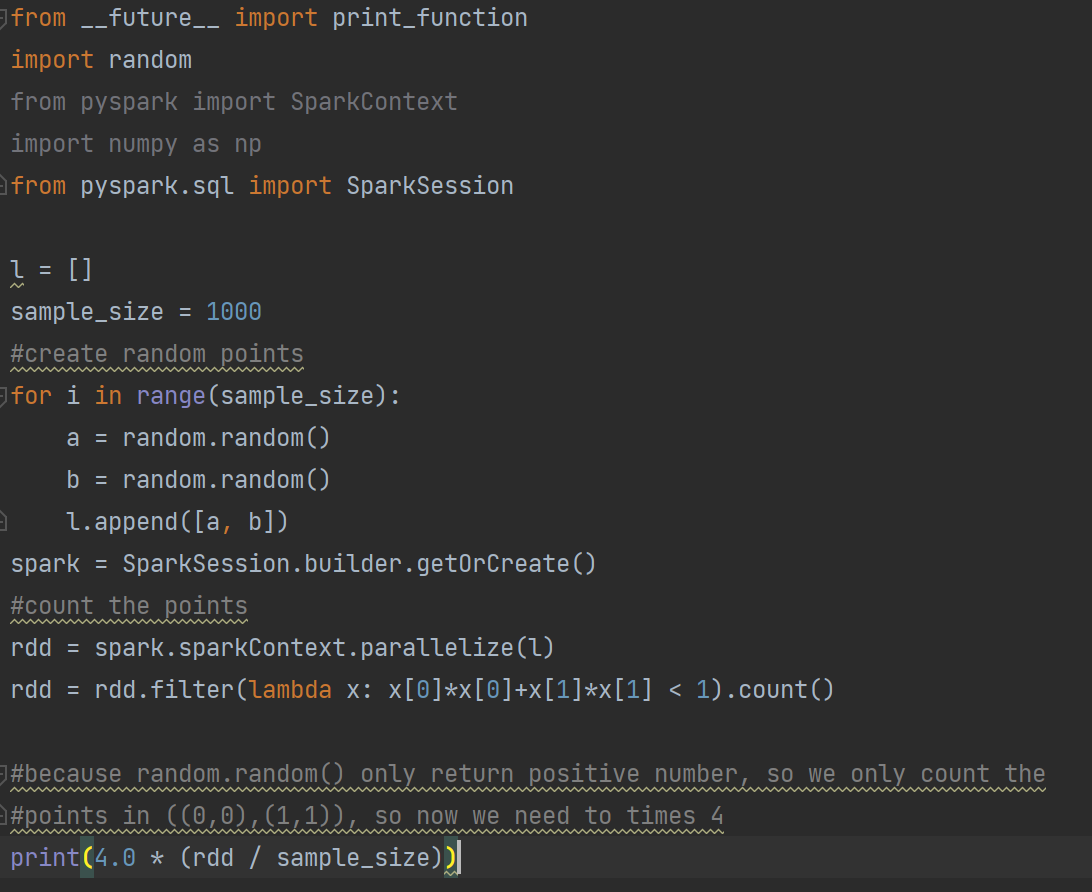 from __future__ import print_function
import random
from pyspark import SparkContext
import numpy as np
from pyspark.sql import SparkSession

l = []
sample_size = 1000
#create random points
for i in range(sample_size):
    a = random.random()
    b = random.random()
    l.append([a, b])
spark = SparkSession.builder.getOrCreate()
#count the points
rdd = spark.sparkContext.parallelize(l)
rdd = rdd.filter(lambda x: x[0]*x[0]+x[1]*x[1] < 1).count()

#because random.random() only return positive number, so we only count the
#points in ((0,0),(1,1)), so now we need to times 4
print(4.0 * (rdd / sample_size))